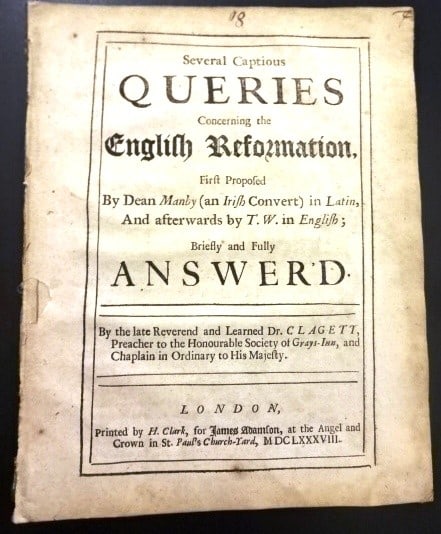 18
Several Captious
QUERIES
Concerning the
Engliſh Reformation,
Firſt Proposed
By Dean Manby (an Iriſh Convert) in Latin,
And afterwards by T. W. in Engliſh;
Briefly and Fully
ANSWER'D.
By the late Reverend and Learned Dr. CLAGETT,
Preacher to the Honourable Society of Grays-Inn, and
Chaplain in Ordinary to His Majeſty.
LONDON,
Printed by H. Clark, for James Adamſon, at the Angel and
Crown in St. Paul's Church-Yard, MDCLXXXVIII.